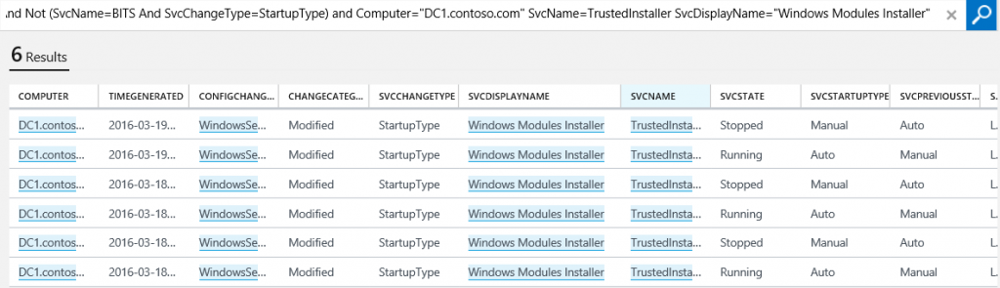 nd Not (SvcName=BITS And SvcChangeType=StartupType) and Computer="DC1.contoso.com" SvcName=TrustedInstaller SvcDisplayName="Windows Modules Installer"
6 Results
COMPUTER TIMEGENERATED CONFIGCHANG... CHANGECATEG... SVCCHANGETYPE SVCDISPLAYNAME SVCNAME SVCSTATE SVCSTARTUPTYPE SVCPREVIOUSST... S.
DC1.contos... 2016-03-19... WindowsSe... Modified StartupType Windows Modules Installer TrustedInsta... Stopped Manual Auto L
DC1.contos... 2016-03-19... WindowsSe... Modified StartupType Windows Modules Installer TrustedInsta... Running Auto Manual L
DC1.contos... 2016-03-18... WindowsSe... Modified StartupType Windows Modules Installer TrustedInsta... Stopped Manual Auto L
DC1.contos... 2016-03-18... WindowsSe... Modified StartupType Windows Modules Installer TrustedInsta... Running Auto Manual L
DC1.contos... 2016-03-18... WindowsSe... Modified StartupType Windows Modules Installer TrustedInsta... Stopped Manual Auto L
DC1.contos... 2016-03-18... WindowsSe... Modified StartupType Windows Modules Installer TrustedInsta... Running Auto Manual L